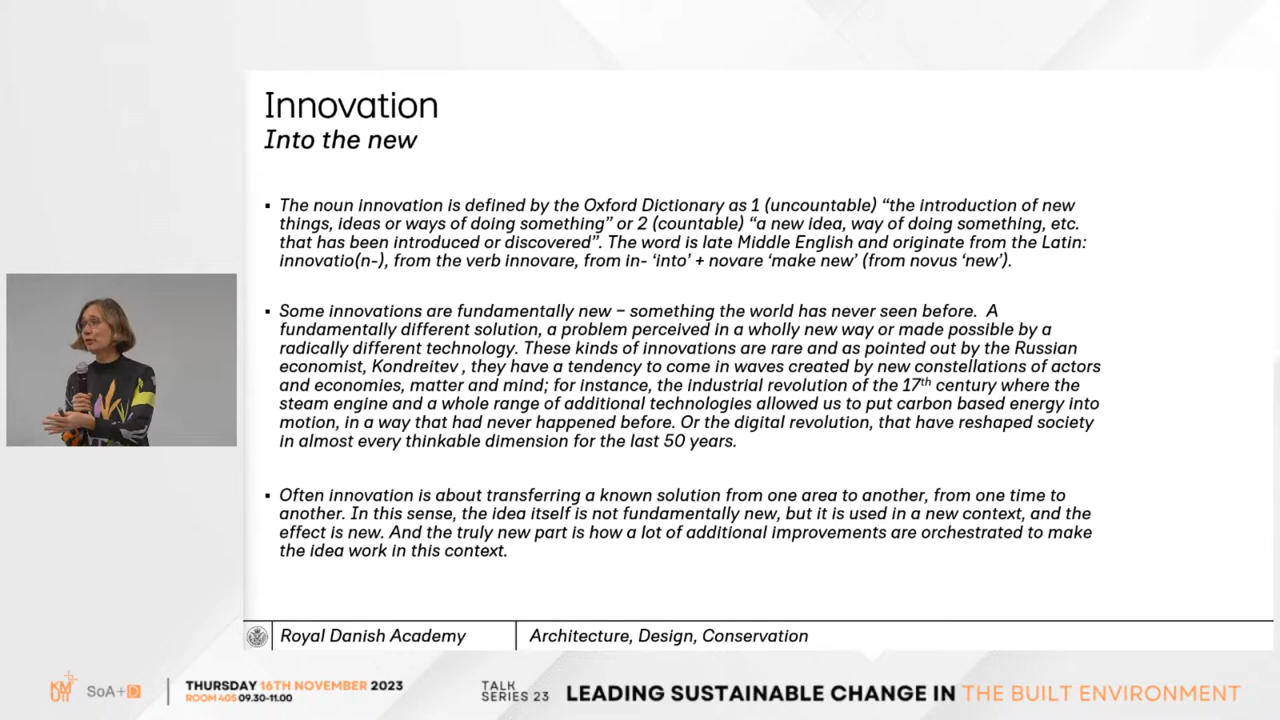 Innovation
Into the new
▪ The noun innovation is defined by the Oxford Dictionary as 1 (uncountable) “the introduction of new
things, ideas or ways of doing something” or 2 (countable) “a new idea, way of doing something, etc.
that has been introduced or discovered”. The word is late Middle English and originate from the Latin:
innovatio(n-), from the verb innovare, from in- ‘into’ + novare ‘make new’ (from novus ‘new’).
▪ Some innovations are fundamentally new – something the world has never seen before. A
fundamentally different solution, a problem perceived in a wholly new way or made possible by a
radically different technology. These kinds of innovations are rare and as pointed out by the Russian
economist, Kondreitev , they have a tendency to come in waves created by new constellations of actors
and economies, matter and mind; for instance, the industrial revolution of the 17th century where the
steam engine and a whole range of additional technologies allowed us to put carbon based energy into
motion, in a way that had never happened before. Or the digital revolution, that have reshaped society
in almost every thinkable dimension for the last 50 years.
▪ Often innovation is about transferring a known solution from one area to another, from one time to
another. In this sense, the idea itself is not fundamentally new, but it is used in a new context, and the
effect is new. And the truly new part is how a lot of additional improvements are orchestrated to make
the idea work in this context.
Royal Danish Academy
Architecture, Design, Conservation
KMUTT
SoA+D
THURSDAY 16TH NOVEMBER 2023
ROOM 405 09.30-11.00
TALK
SERIES 23
LEADING SUSTAINABLE CHANGE IN THE BUILT ENVIRONMENT